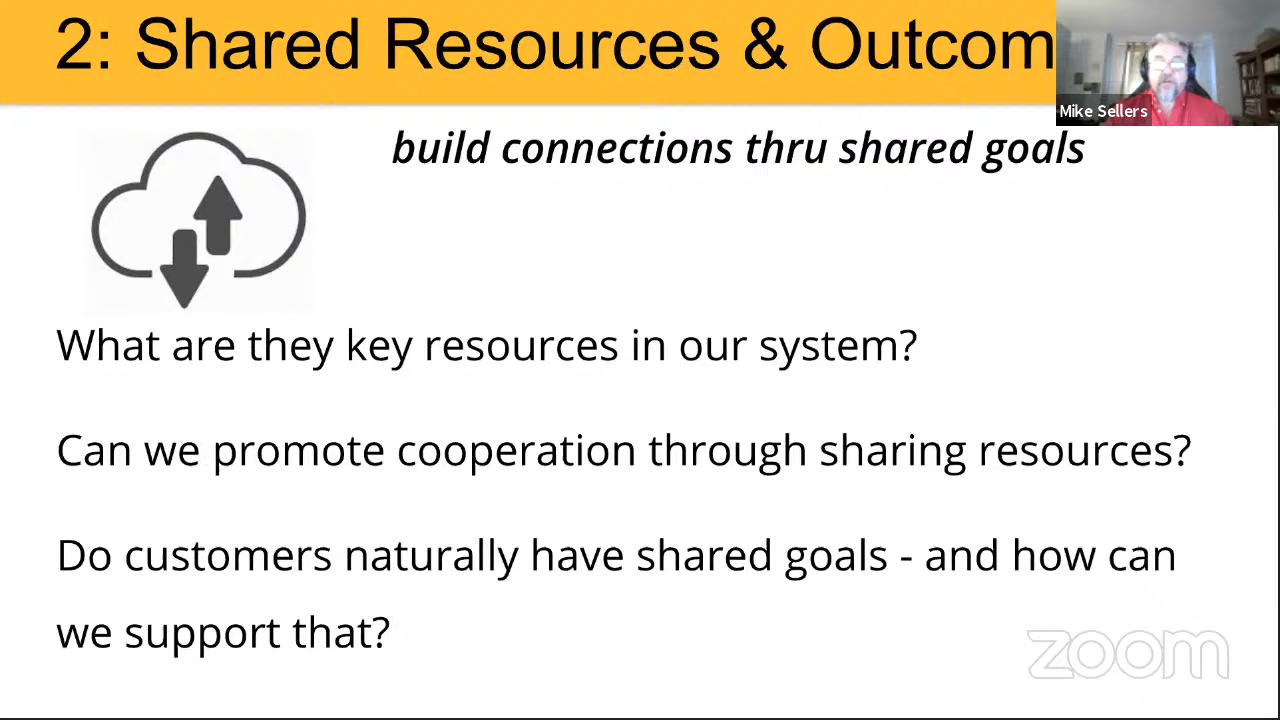 2: Shared Resources & Outcom
Mike Sellers
build connections thru shared goals
What are they key resources in our system?
Can we promote cooperation through sharing resources?
Do customers naturally have shared goals - and how can
we support that?
zoom